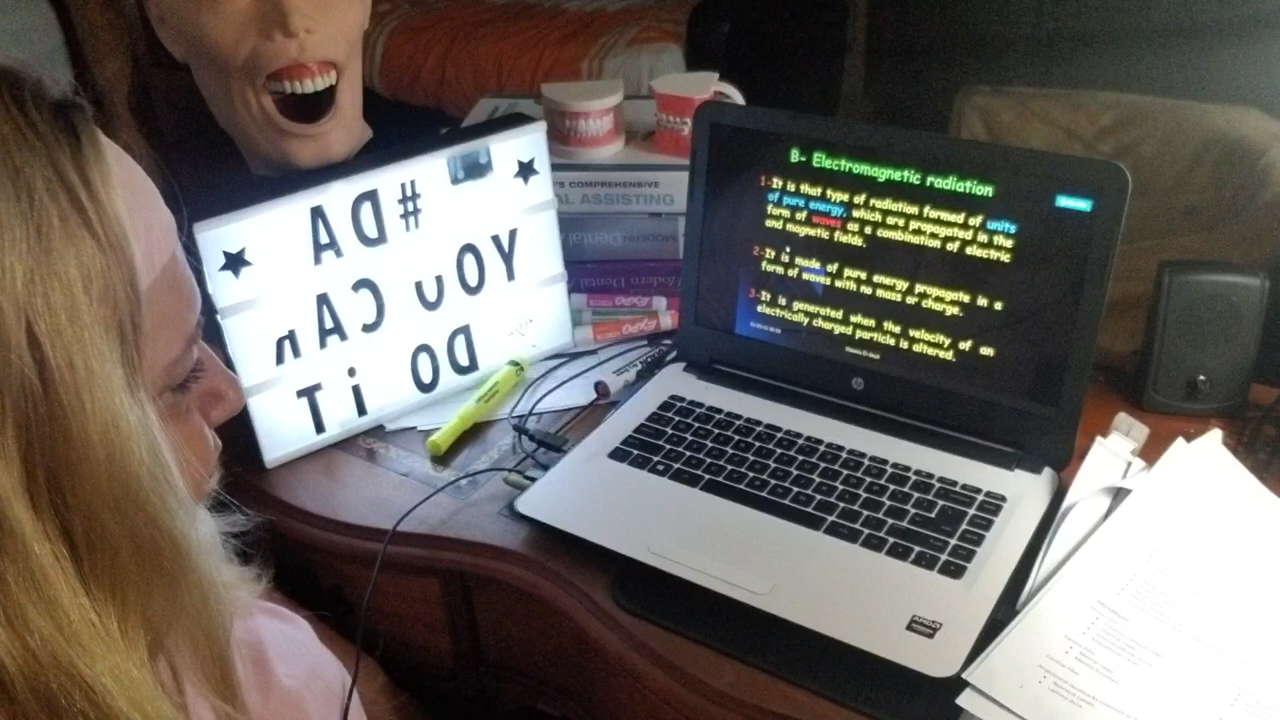 #DA
YOu CAn
DO iT
'S COMPREHENSIVE
AL ASSISTING
MODERN Dental
Modern Dental
EXPO
EXPO
B- Electromagnetic radiation
1-It is that type of radiation formed of units
of pure energy, which are propagated in the
form of waves as a combination of electric
and magnetic fields.
2-It is made of pure energy propagate in a
form of waves with no mass or charge.
3-It is generated when the velocity of an
electrically charged particle is altered.
hp
AMD